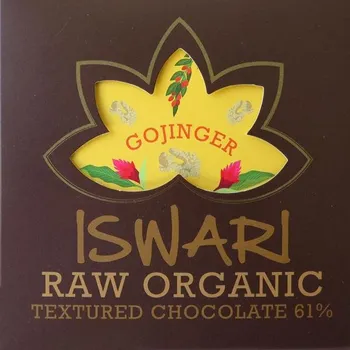 GOJINGER
ISWARI
RAW ORGANIC
TEXTURED CHOCOLATE 61%